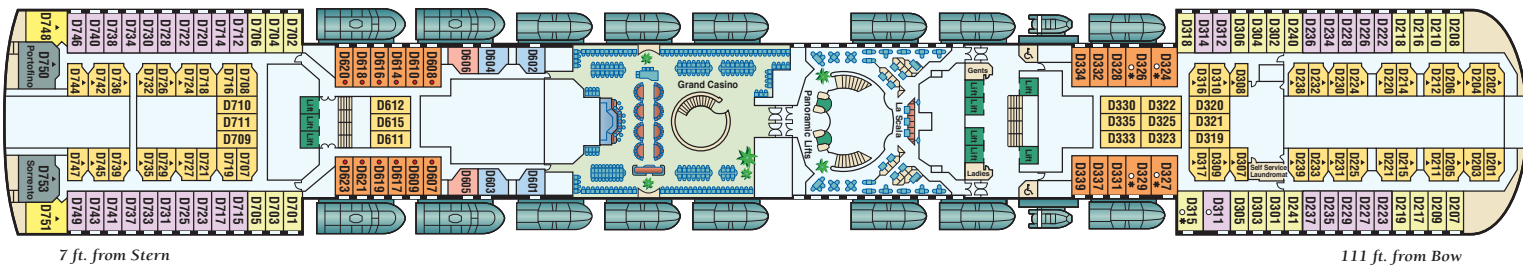 D748
D746
D740
D738
D734
D730
D728
D722
D720
D714
D712
D706
D704
D702
D750
Portofino
D744
D742
D736
D732
D726
D724
D718
D716
D708
D710
D711
D709
D753
Sorrento
D747
D745
D739
D735
D729
D727
D721
D719
D707
D751
D749
D743
D741
D737
D733
D731
D725
D723
D717
D715
D705
D703
D701
Lift
Lift
Lift
D620
D618
D616
D614
D610
D608
D606
D604
D602
D612
D615
D611
D623
D621
D619
D617
D609
D607
D605
D603
D601
Grand Casino
Panoramic Lifts
La Scala
Gents
Lift
Lift
Lift
Lift
Ladies
Lift
Lift
D334
D332
D328
D326
D324
D330
D322
D335
D325
D333
D323
D339
D337
D331
D329
D327
D318
D314
D312
D306
D304
D302
D240
D236
D234
D228
D226
D222
D216
D210
D208
D316
D310
D308
D238
D232
D230
D224
D220
D214
D212
D206
D204
D202
D320
D321
D319
D317
D309
D307
Self Service
Laundromat
D239
D233
D231
D225
D221
D215
D211
D205
D203
D201
D315
D311
D305
D303
D301
D241
D237
D235
D229
D227
D223
D219
D217
D209
D207
7 ft. from Stern
111 ft. from Bow